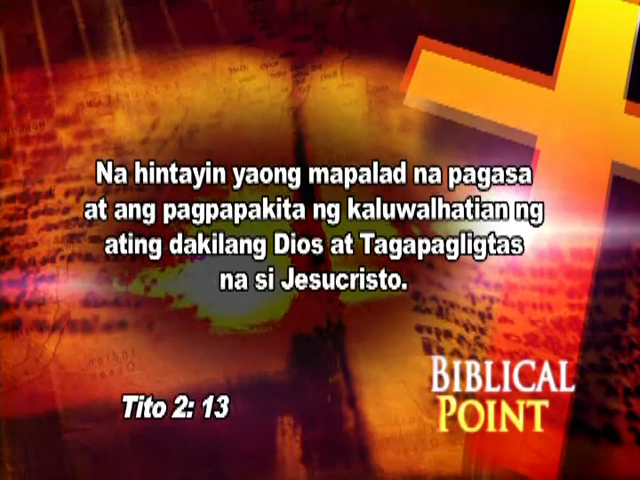 Na hintayin yaong mapalad na pagasa
at ang pagpapakita ng kaluwalhatian ng
ating dakilang Dios at Tagapagligtas
na si Jesucristo.
Tito 2: 13
BIBLICAL
POINT